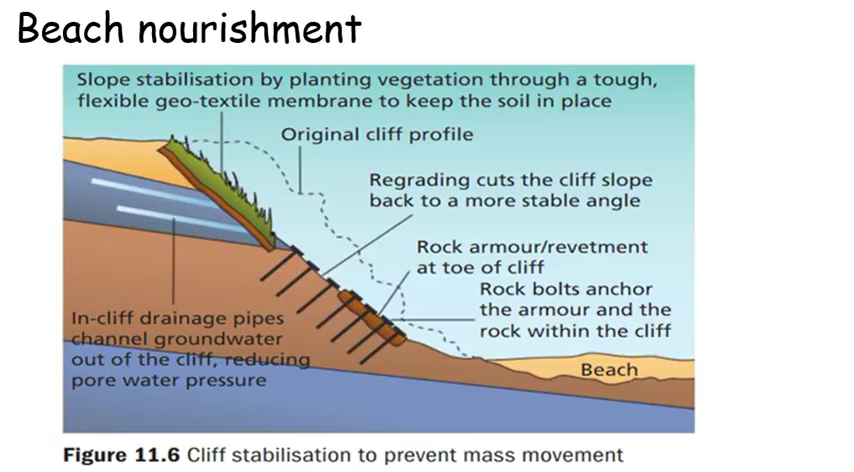 Beach nourishment
Slope stabilisation by planting vegetation through a tough,
flexible geo-textile membrane to keep the soil in place
Original cliff profile
Regrading cuts the cliff slope
back to a more stable angle
Rock armour/revetment
at toe of cliff
Rock bolts anchor
the armour and the
rock within the cliff
In-cliff drainage pipes
channel groundwater
out of the cliff, reducing
pore water pressure
Beach
Figure 11.6 Cliff stabilisation to prevent mass movement